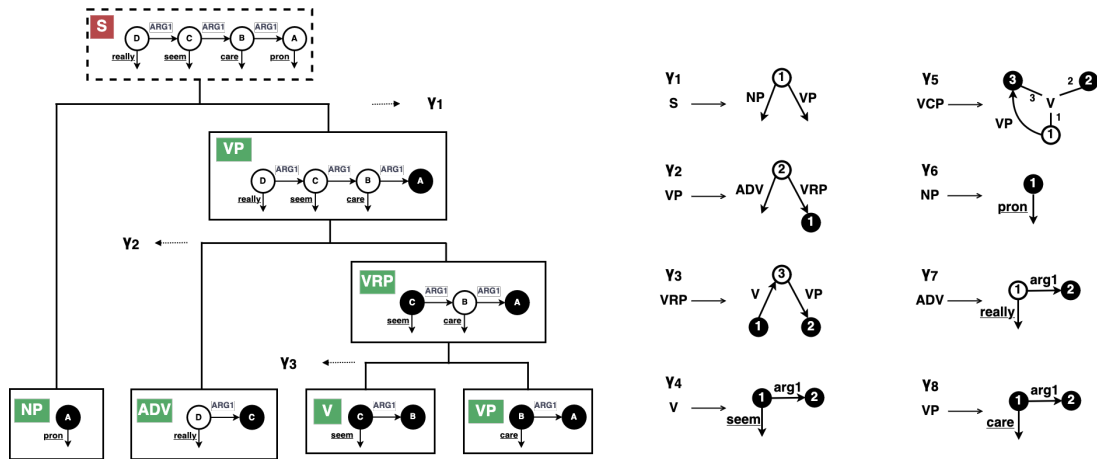 S
ARG1 ARG1 ARG1
D C B A
really seem care pron
γ1
VP
ARG1 ARG1 ARG1
D C B A
really seem care
γ2
VRP
ARG1 ARG1
C B A
seem care
γ3
NP
A
pron
ADV
ARG1
D C
really
V
ARG1
C B
seem
VP
ARG1
B A
care
γ1
S
1
NP VP
γ2
VP
2
ADV VRP
1
γ3
VRP
3
V VP
1 2
γ4
V
1 arg1 2
seem
γ5
VCP
3 2
3 V 2
VP 1
1
γ6
NP
1
pron
γ7
ADV
1 arg1 2
really
γ8
VP
1 arg1 2
care